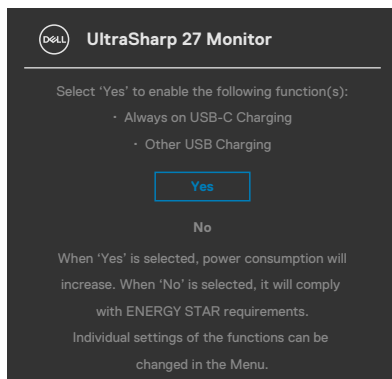 DELL
UltraSharp 27 Monitor
Select ‘Yes’ to enable the following function(s):
· Always on USB-C Charging
· Other USB Charging
Yes
No
When ‘Yes’ is selected, power consumption will
increase. When ‘No’ is selected, it will comply
with ENERGY STAR requirements.
Individual settings of the functions can be
changed in the Menu.